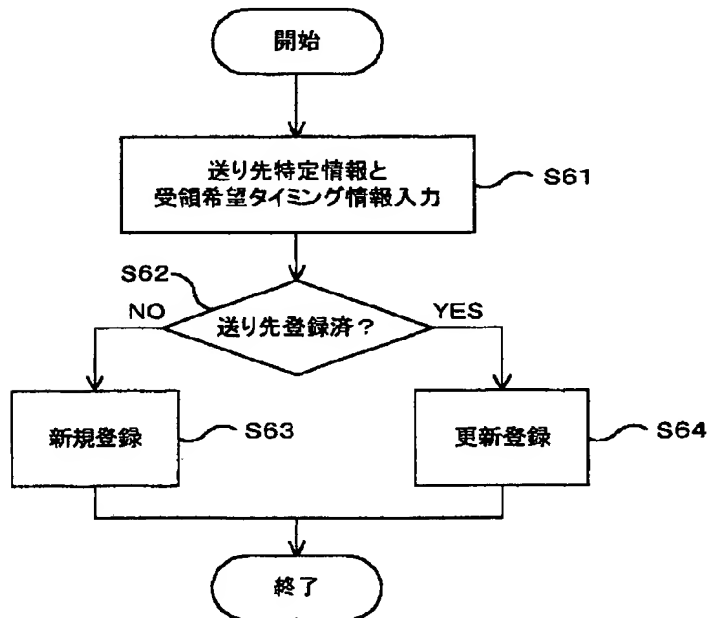 開始
送り先特定情報と
受領希望タイミング情報入力
S61
S62
NO
送り先登録済？
YES
新規登録
S63
更新登録
S64
終了